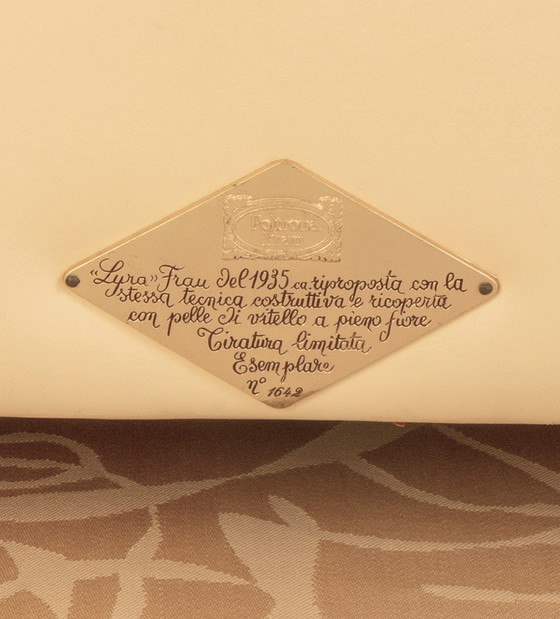 Poltrona
Frau
"Lyra" Frau del 1935 ca. riproposta con la
stessa tecnica costruttiva e ricoperta
con pelle di vitello a pieno fiore
Tiratura limitata
Esemplare
n° 1642